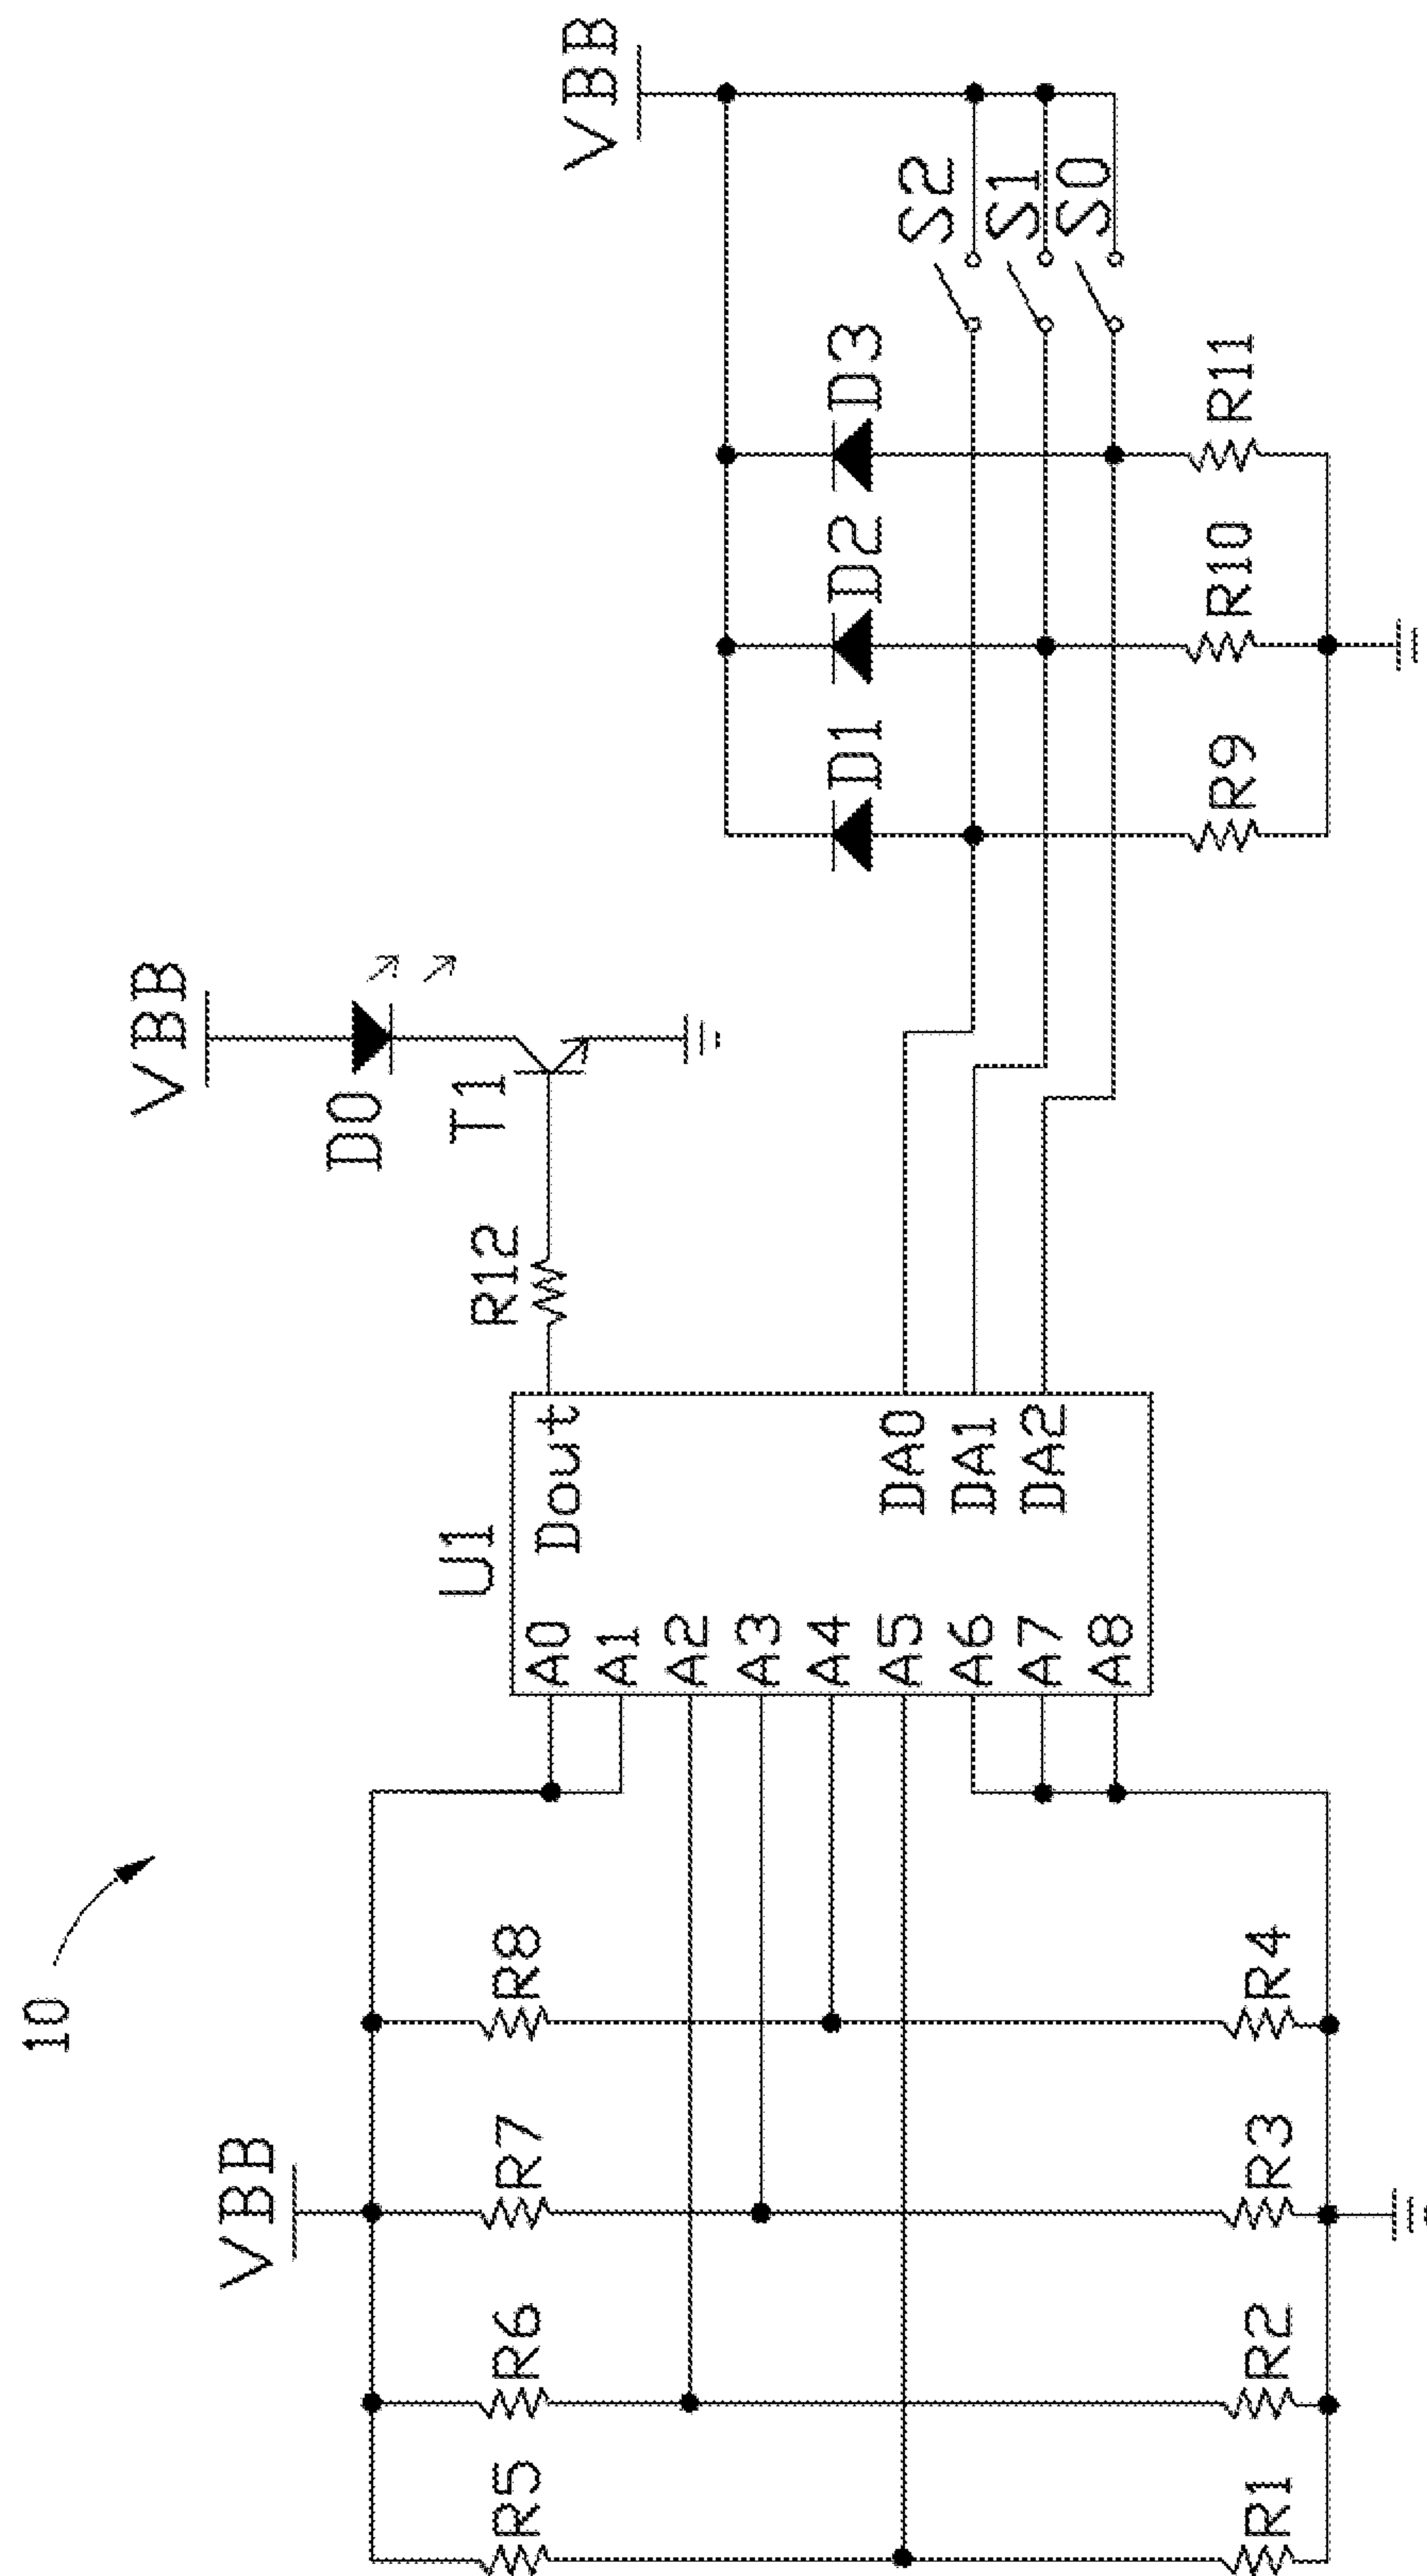 10
VBB
R5
R6
R7
R8
R1
R2
R3
R4
U1
A0
A1
A2
A3
A4
A5
A6
A7
A8
Dout
DA0
DA1
DA2
R12
T1
D0
VBB
D1
D2
D3
R9
R10
R11
S2
S1
S0
VBB